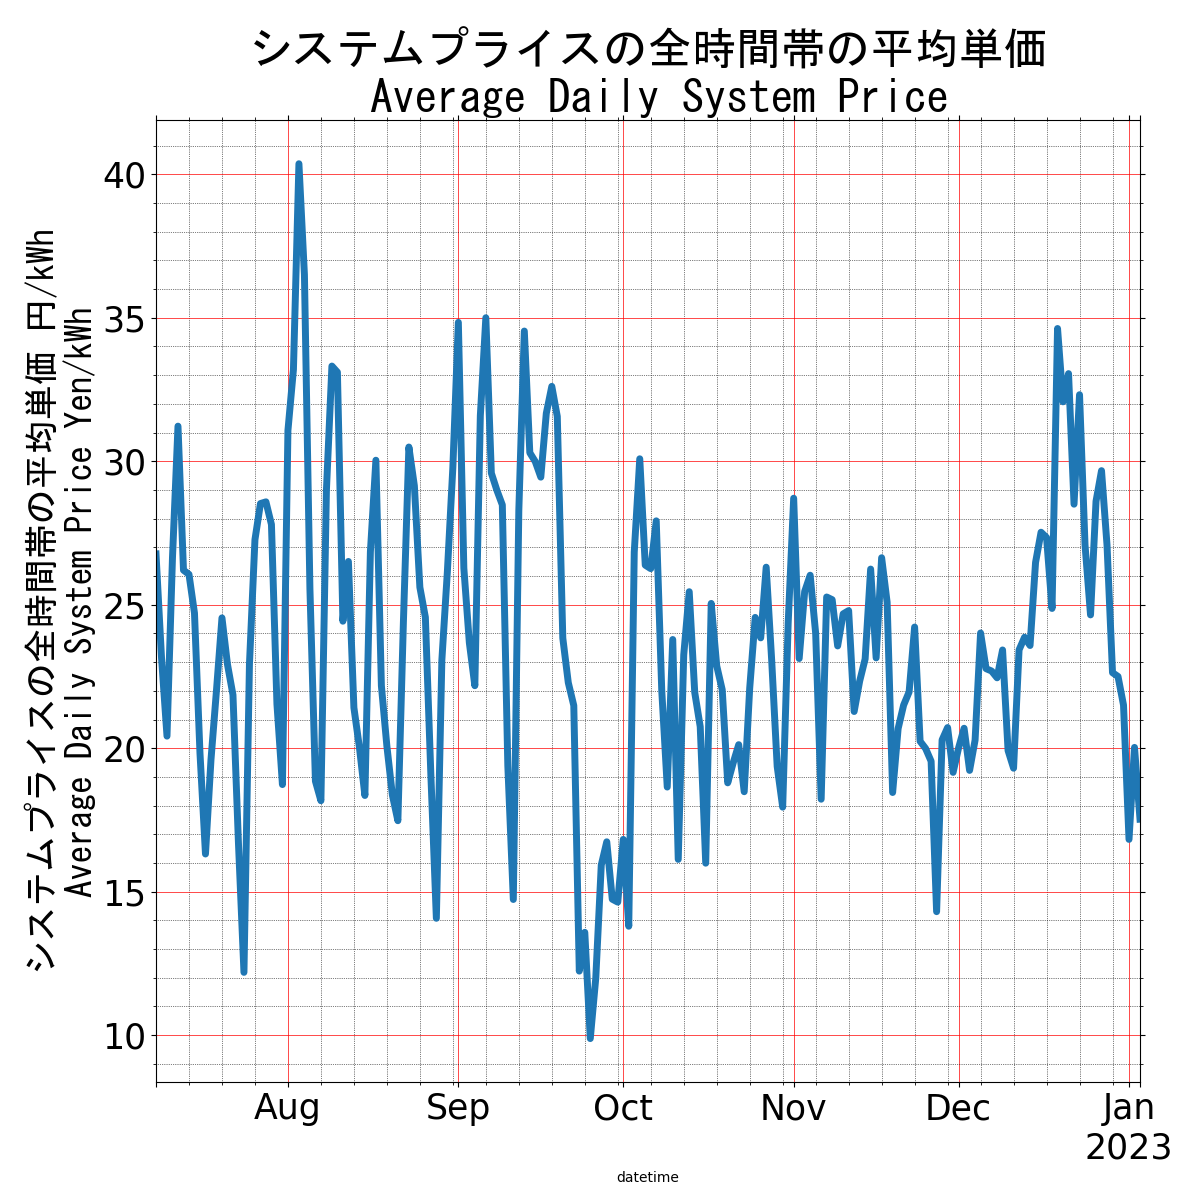 システムプライスの全時間帯の平均単価
Average Daily System Price
システムプライスの全時間帯の平均単価 円/kWh
Average Daily System Price Yen/kWh
40
35
30
25
20
15
10
Aug
Sep
Oct
Nov
Dec
Jan
2023
datetime